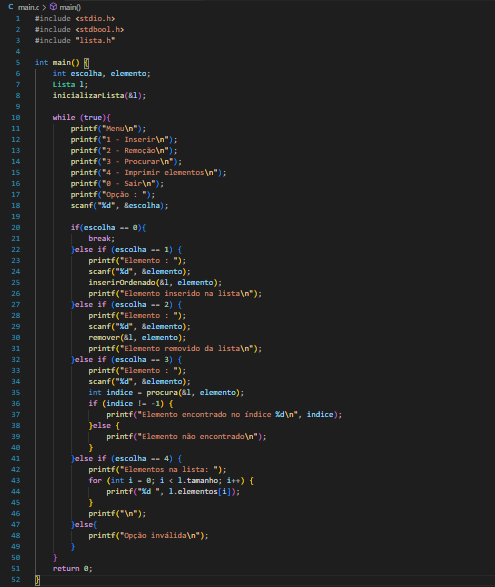 C main.c > main()
1 #include <stdio.h>
2 #include <stdbool.h>
3 #include "lista.h"
4
5 int main() {
6     int escolha, elemento;
7     Lista l;
8     inicializarLista(&l);
9
10     while (true){
11         printf("Menu\n");
12         printf("1 - Inserir\n");
13         printf("2 - Remoção\n");
14         printf("3 - Procurar\n");
15         printf("4 - Imprimir elementos\n");
16         printf("0 - Sair\n");
17         printf("Opção : ");
18         scanf("%d", &escolha);
19
20         if(escolha == 0){
21             break;
22         }else if (escolha == 1) {
23             printf("Elemento : ");
24             scanf("%d", &elemento);
25             inserirOrdenado(&l, elemento);
26             printf("Elemento inserido na lista\n");
27         }else if (escolha == 2) {
28             printf("Elemento : ");
29             scanf("%d", &elemento);
30             remover(&l, elemento);
31             printf("Elemento removido da lista\n");
32         }else if (escolha == 3) {
33             printf("Elemento : ");
34             scanf("%d", &elemento);
35             int indice = procura(&l, elemento);
36             if (indice != -1) {
37                 printf("Elemento encontrado no índice %d\n", indice);
38             }else {
39                 printf("Elemento não encontrado\n");
40             }
41         }else if (escolha == 4) {
42             printf("Elementos na lista: ");
43             for (int i = 0; i < l.tamanho; i++) {
44                 printf("%d ", l.elementos[i]);
45             }
46             printf("\n");
47         }else{
48             printf("Opção inválida\n");
49         }
50     }
51     return 0;
52 }